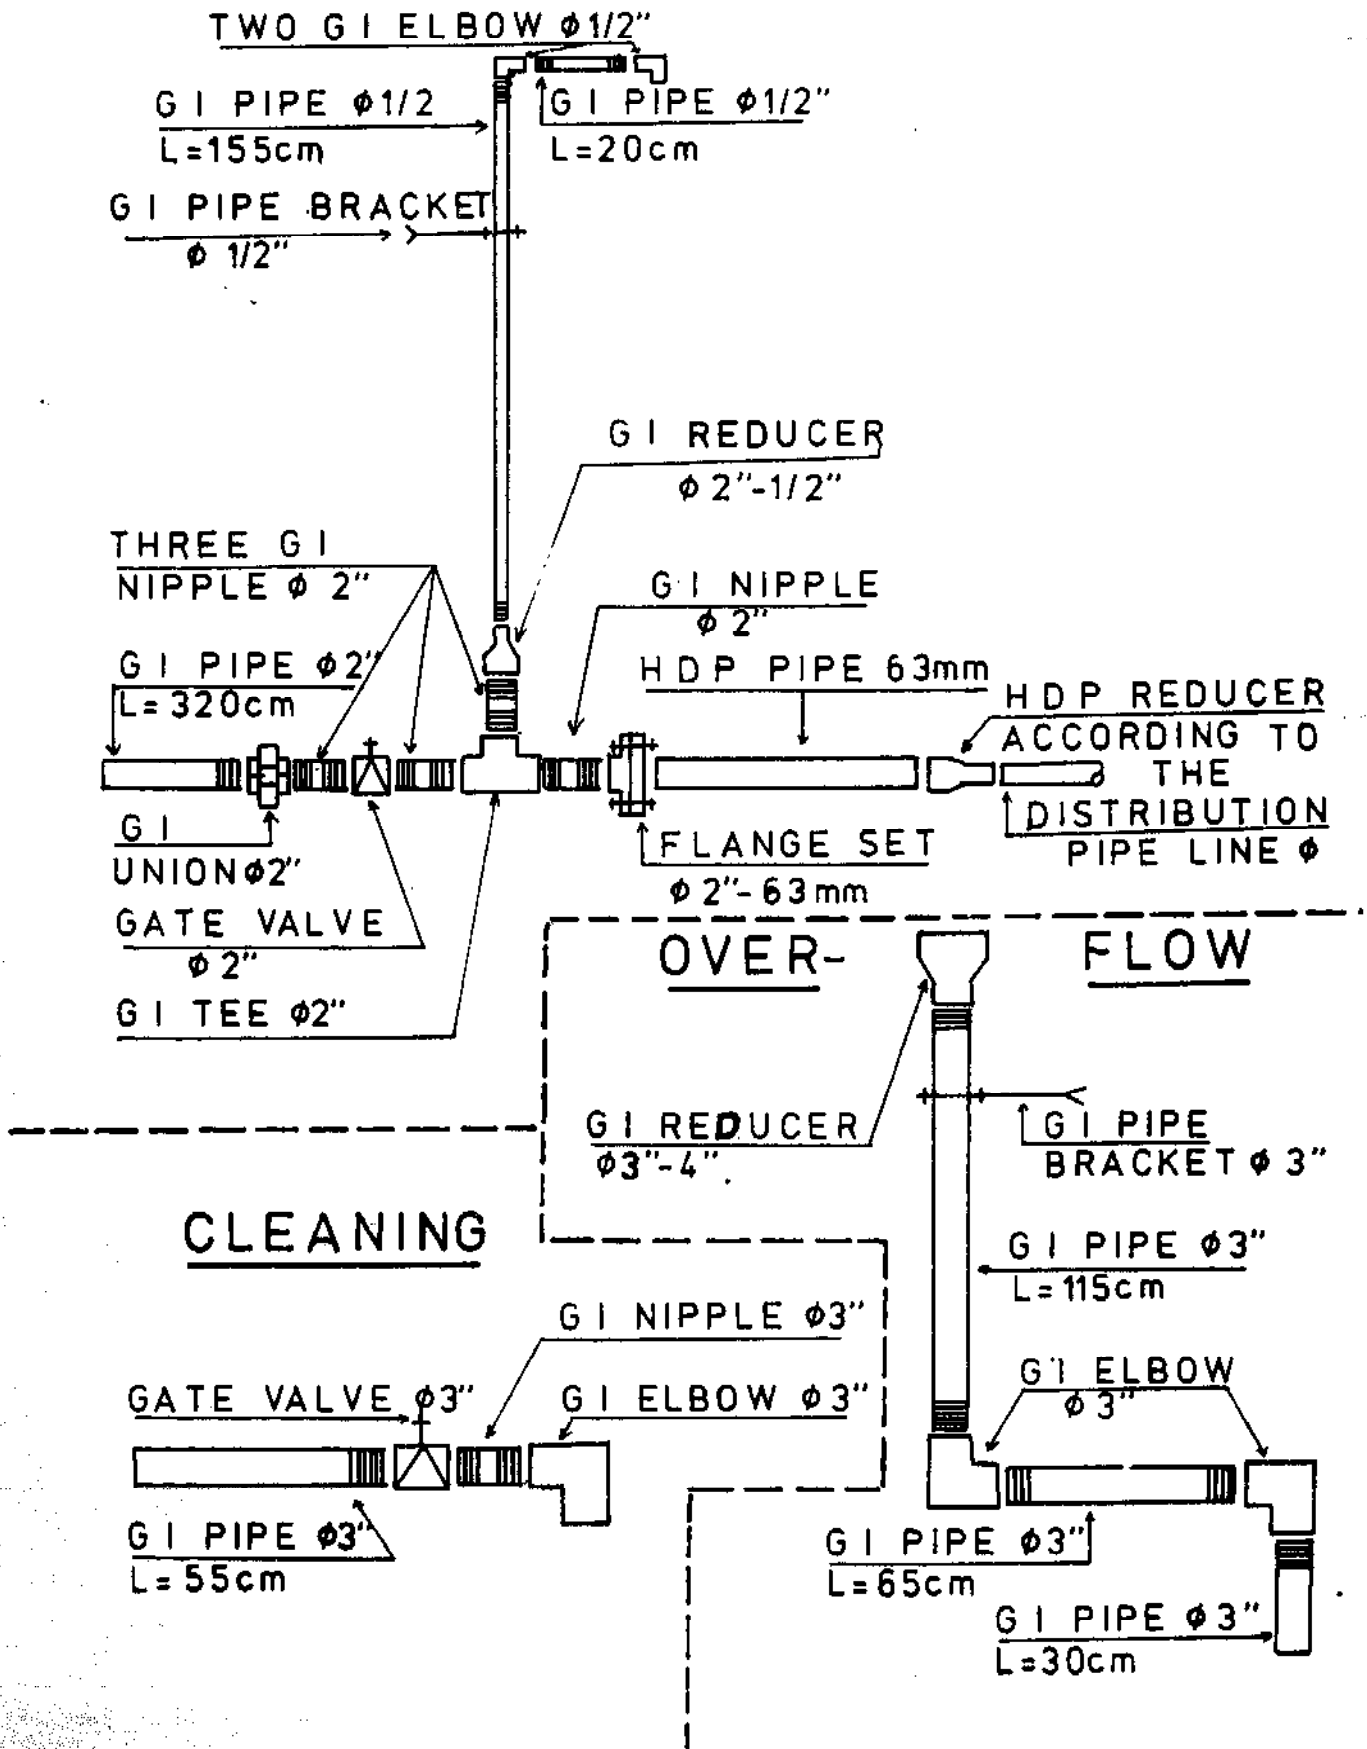 TWO GI ELBOW ϕ1/2"
GI PIPE ϕ1/2
L=155cm
GI PIPE ϕ1/2"
L=20cm
GI PIPE BRACKET
ϕ 1/2"
GI REDUCER
ϕ 2"-1/2"
THREE GI
NIPPLE ϕ 2"
GI NIPPLE
ϕ 2"
GI PIPE ϕ2"
L=320cm
HDP PIPE 63mm
HDP REDUCER
ACCORDING TO
THE
DISTRIBUTION
PIPE LINE ϕ
GI
UNION ϕ2"
FLANGE SET
ϕ 2"-63mm
GATE VALVE
ϕ 2"
GI TEE ϕ2"
OVER-FLOW
GI REDUCER
ϕ3"-4"
GI PIPE
BRACKET ϕ 3"
GI PIPE ϕ3"
L=115cm
GI ELBOW
ϕ 3"
GI PIPE ϕ3"
L=65cm
GI PIPE ϕ3"
L=30cm
CLEANING
GI NIPPLE ϕ3"
GATE VALVE ϕ3"
GI ELBOW ϕ3"
GI PIPE ϕ3"
L=55cm